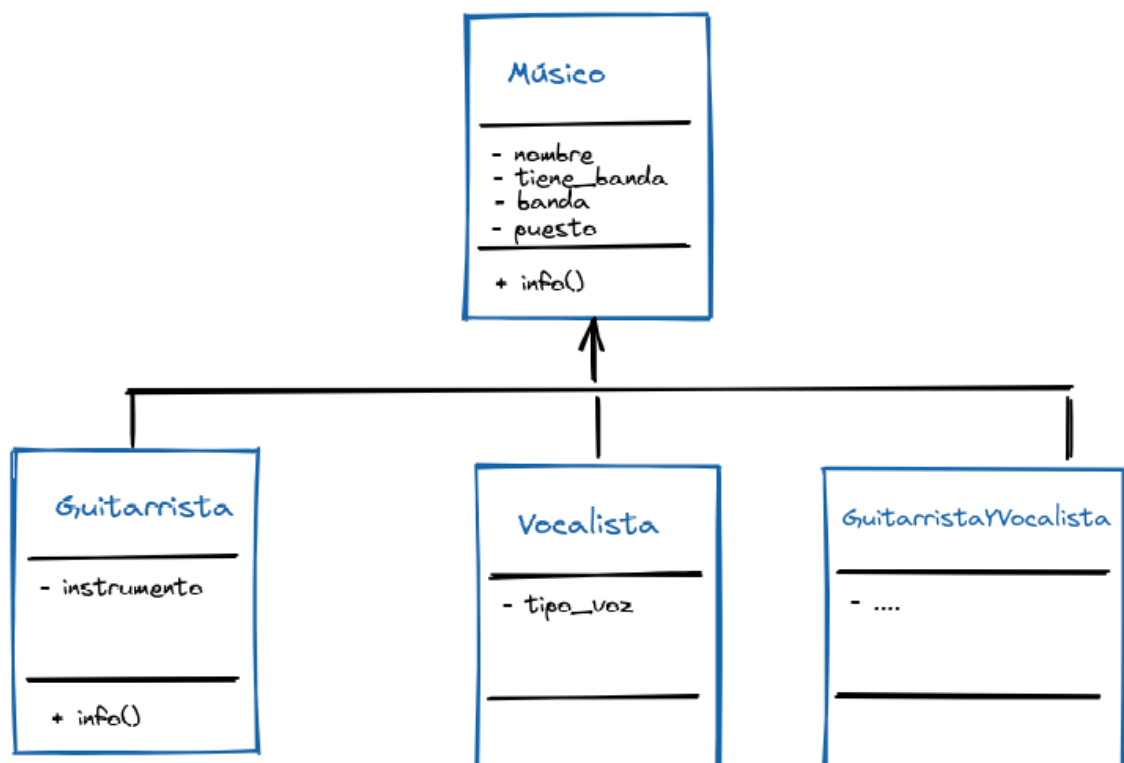 Músico
- nombre
- tiene_banda
- banda
- puesto
+ info()
Guitarrista
- instrumento
+ info()
Vocalista
- tipo_voz
GuitarristaYVocalista
- ....